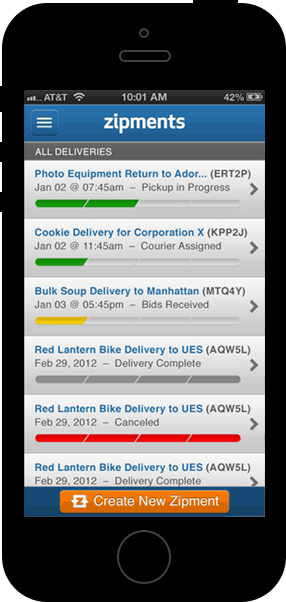 AT&T 10:01 AM 42%
zipments
ALL DELIVERIES
Photo Equipment Return to Ador... (ERT2P)
Jan 02 @ 07:45am – Pickup in Progress
Cookie Delivery for Corporation X (KPP2J)
Jan 02 @ 11:45am – Courier Assigned
Bulk Soup Delivery to Manhattan (MTQ4Y)
Jan 03 @ 05:45pm – Bids Received
Red Lantern Bike Delivery to UES (AQW5L)
Feb 29, 2012 – Delivery Complete
Red Lantern Bike Delivery to UES (AQW5L)
Feb 29, 2012 – Canceled
Red Lantern Bike Delivery to UES (AQW5L)
Feb 29, 2012 – Delivery Complete
Create New Zipment